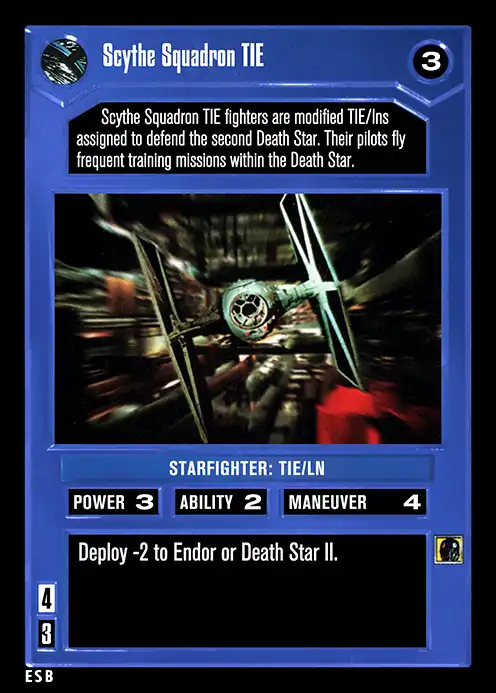 Scythe Squadron TIE
3
Scythe Squadron TIE fighters are modified TIE/lns
assigned to defend the second Death Star. Their pilots fly
frequent training missions within the Death Star.
STARFIGHTER: TIE/LN
POWER 3 ABILITY 2 MANEUVER 4
Deploy -2 to Endor or Death Star II.
4
3
ESB